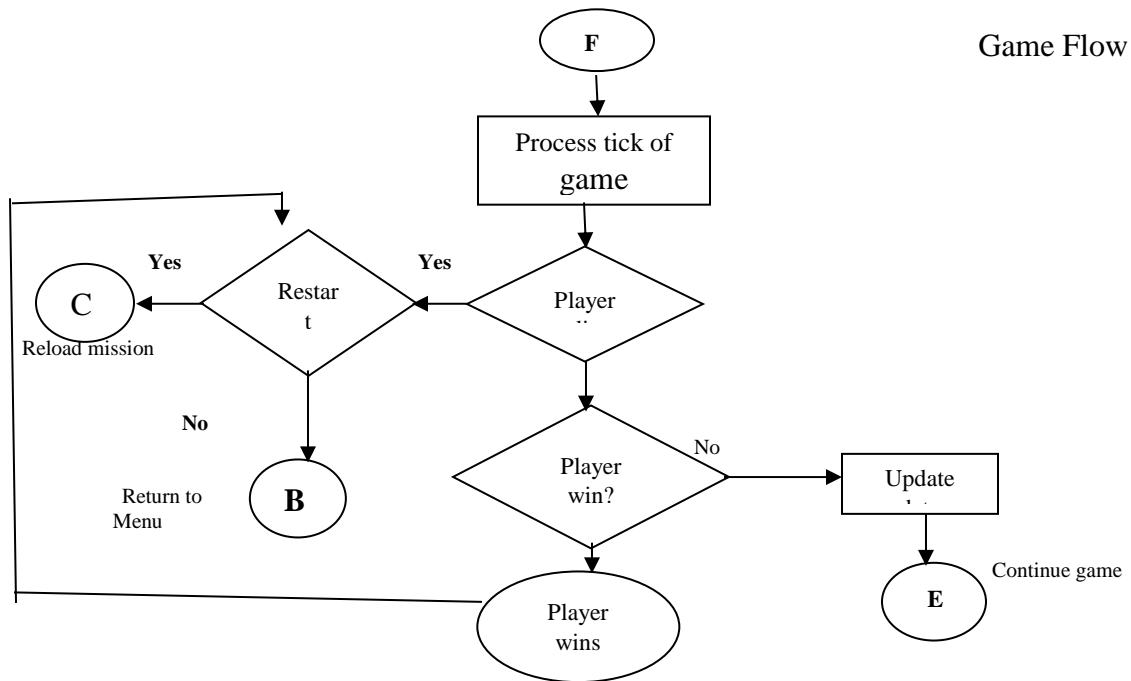 F
Game Flow
Process tick of
game
Yes
Yes
C
Restar
t
Player
Reload mission
No
No
Player
win?
Update
B
Return to
Menu
Continue game
E
Player
wins